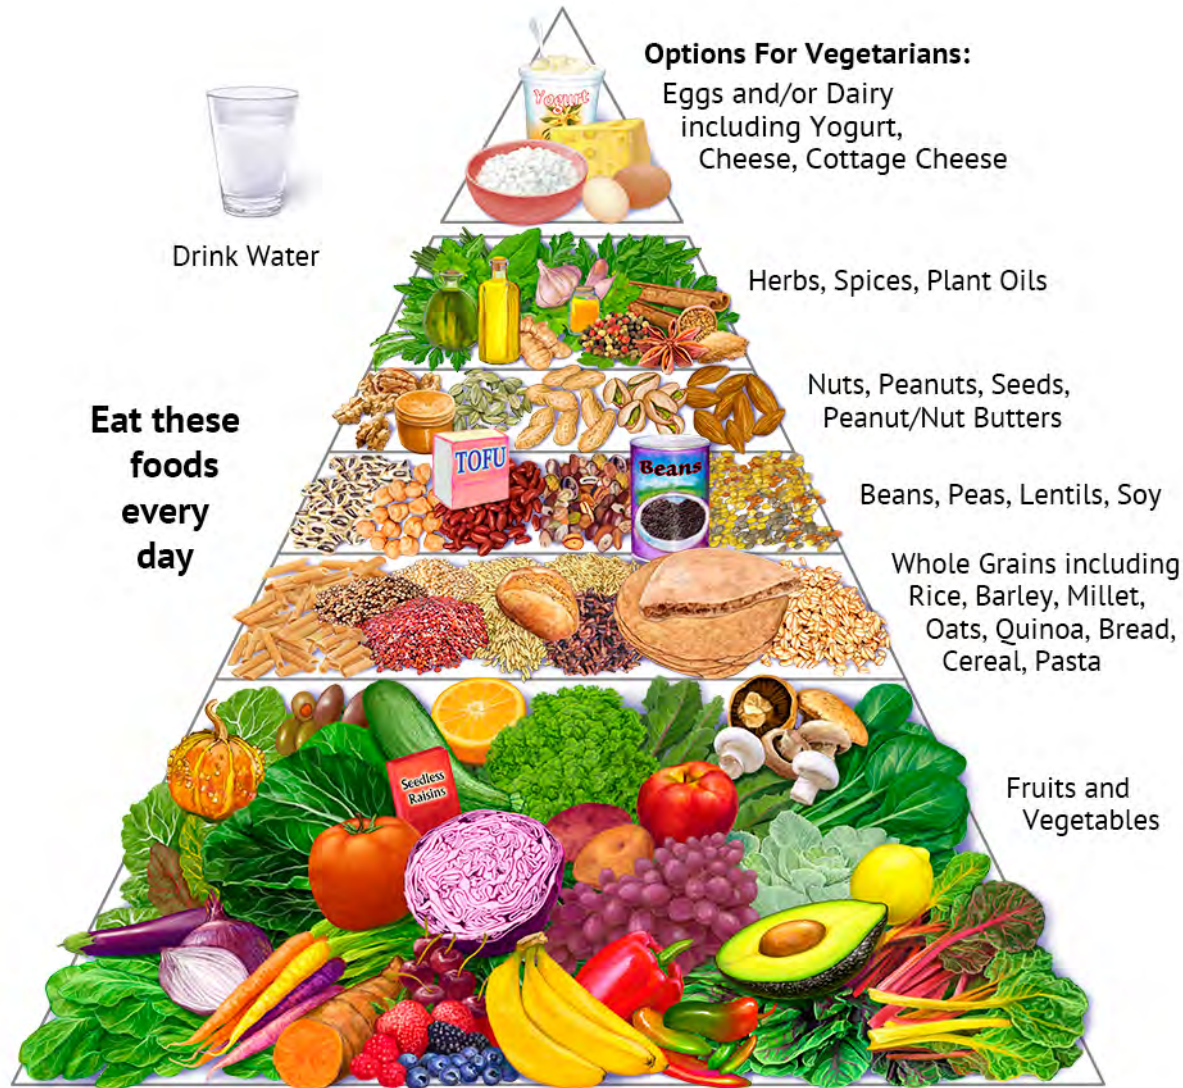 Options For Vegetarians:
Eggs and/or Dairy
including Yogurt,
Cheese, Cottage Cheese
Yogurt
Drink Water
Herbs, Spices, Plant Oils
Eat these
foods
every
day
Nuts, Peanuts, Seeds,
Peanut/Nut Butters
TOFU
Beans
Beans, Peas, Lentils, Soy
Whole Grains including
Rice, Barley, Millet,
Oats, Quinoa, Bread,
Cereal, Pasta
Seedless
Raisins
Fruits and
Vegetables